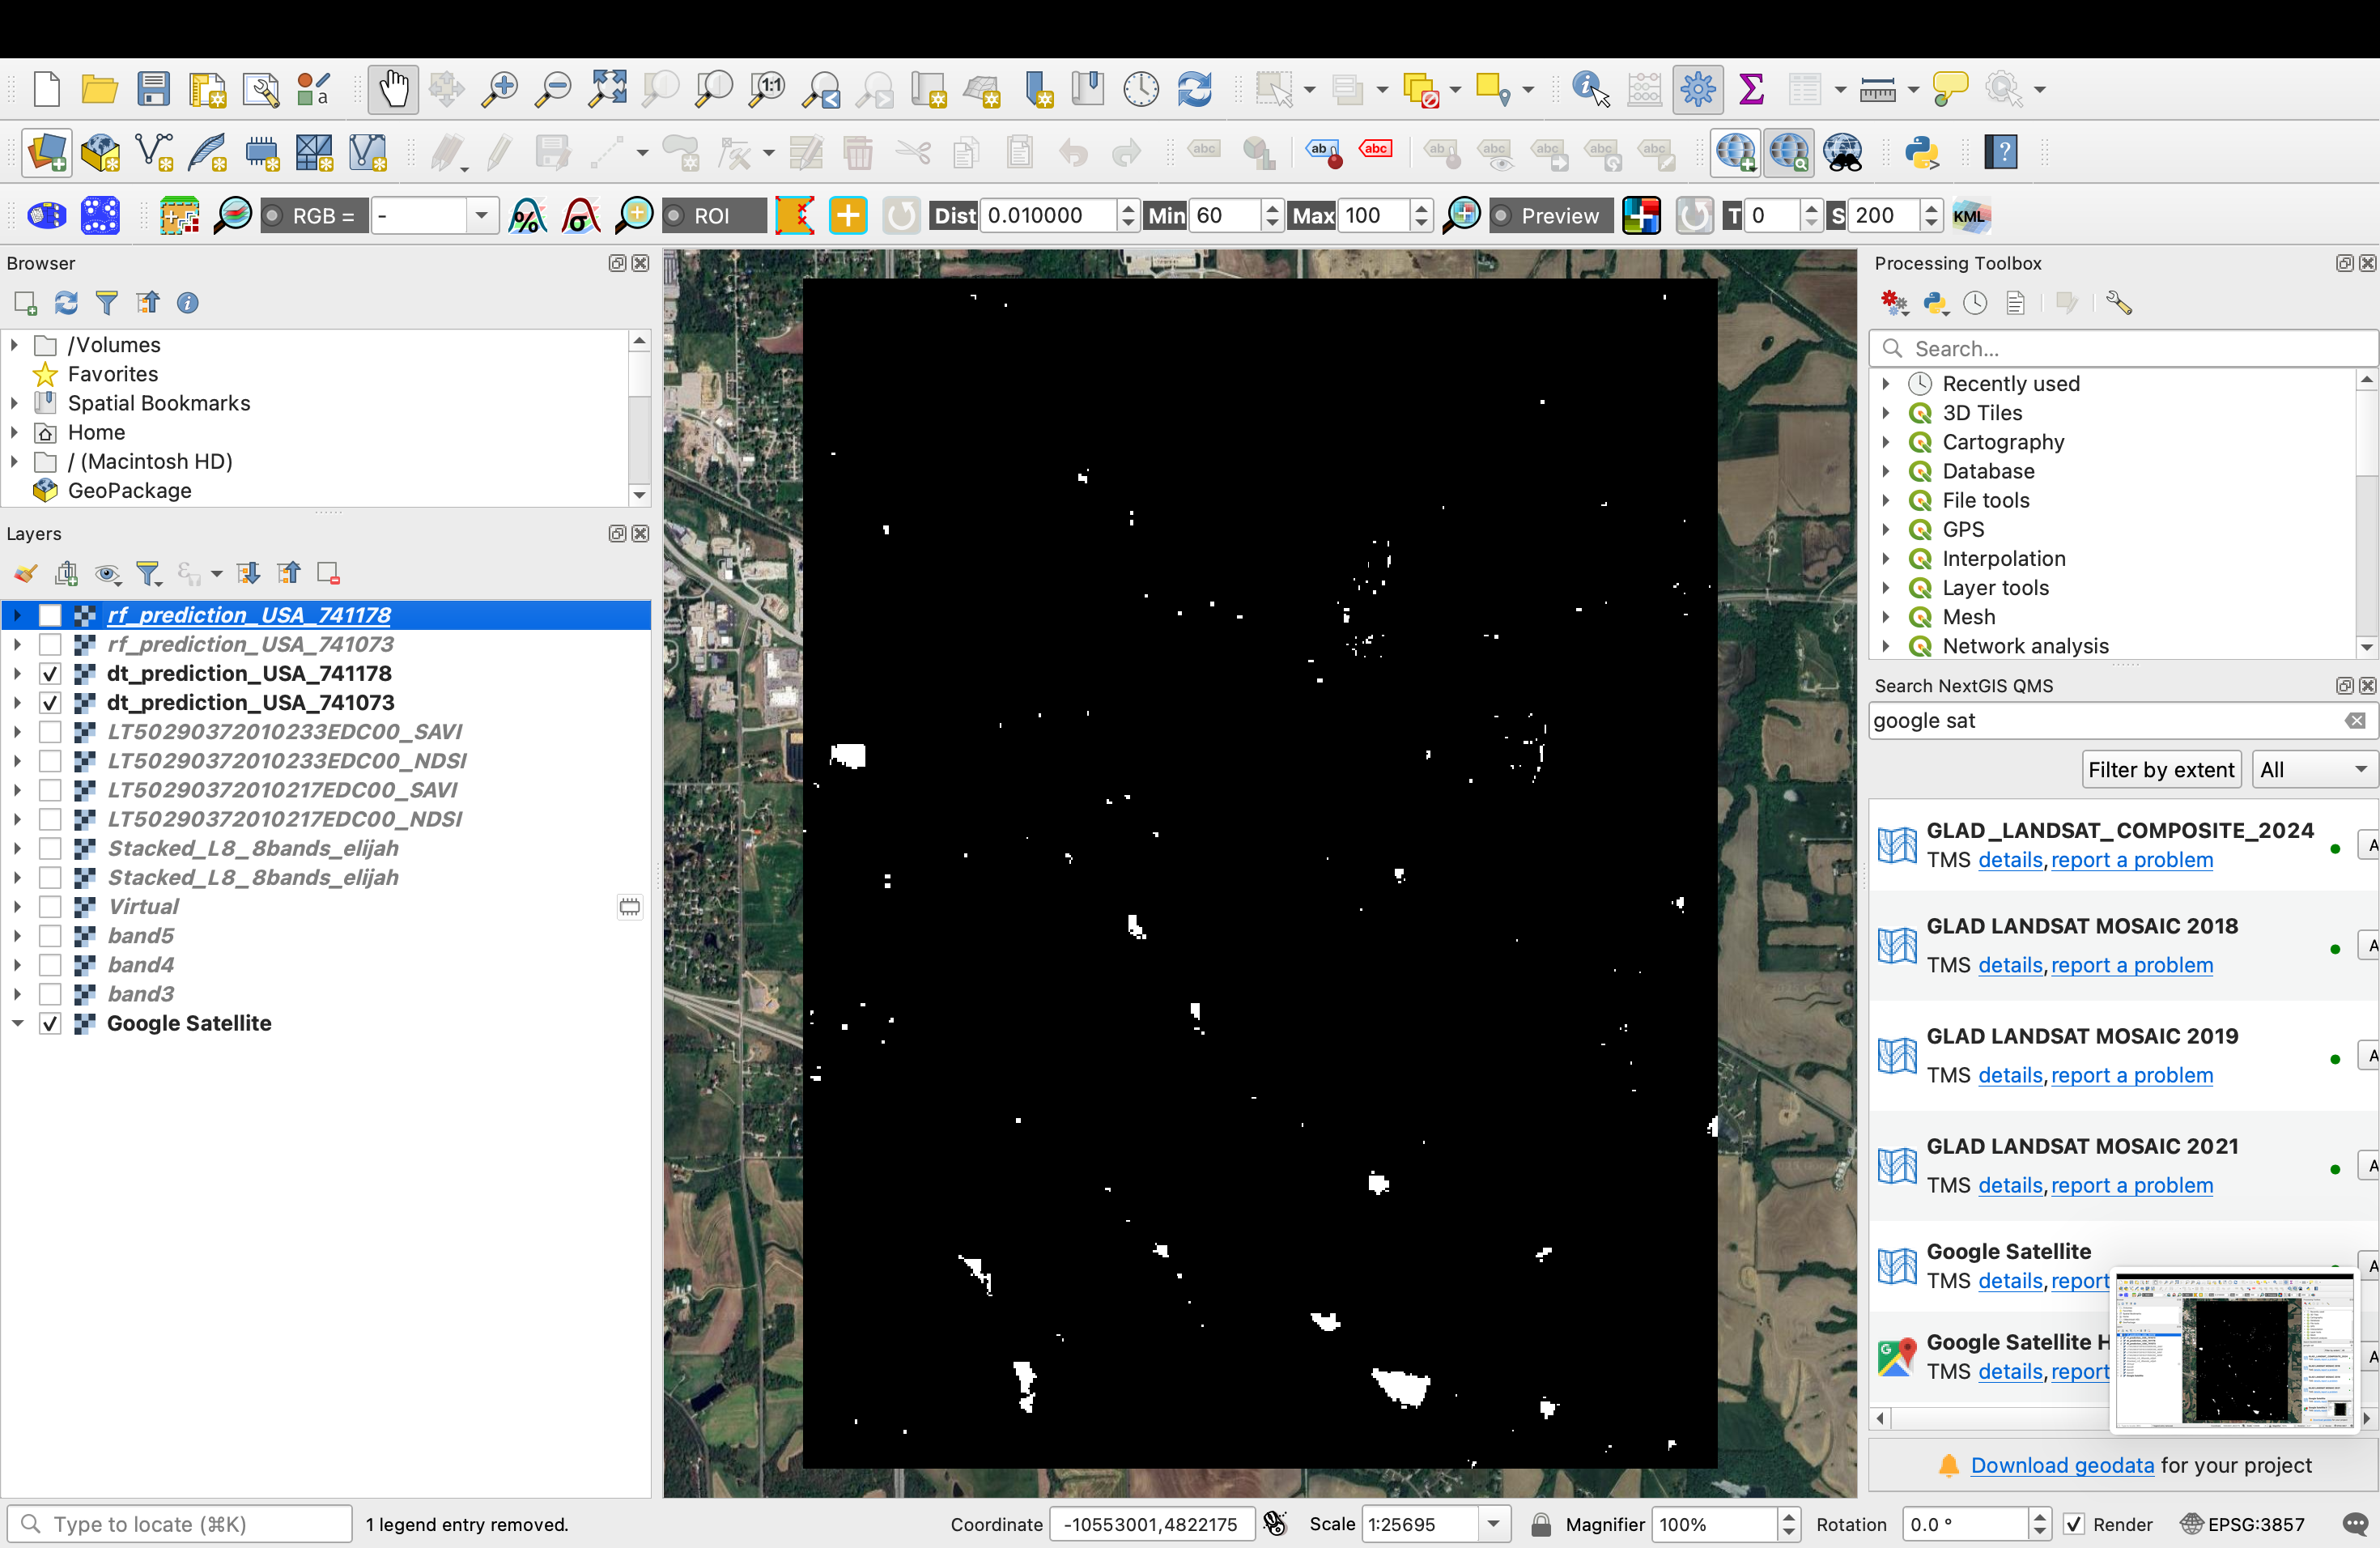 RGB = -
ROI
Dist 0.010000 Min 60 Max 100
Preview
T 0 S 200 KML
Browser
/Volumes
Favorites
Spatial Bookmarks
Home
/ (Macintosh HD)
GeoPackage
Layers
rf_prediction_USA_741178
rf_prediction_USA_741073
dt_prediction_USA_741178
dt_prediction_USA_741073
LT50290372010233EDC00_SAVI
LT50290372010233EDC00_NDSI
LT50290372010217EDC00_SAVI
LT50290372010217EDC00_NDSI
Stacked_L8_8bands_elijah
Stacked_L8_8bands_elijah
Virtual
band5
band4
band3
Google Satellite
Processing Toolbox
Search...
Recently used
3D Tiles
Cartography
Database
File tools
GPS
Interpolation
Layer tools
Mesh
Network analysis
Search NextGIS QMS
google sat
Filter by extent All
GLAD_LANDSAT_COMPOSITE_2024
TMS details, report a problem
GLAD LANDSAT MOSAIC 2018
TMS details, report a problem
GLAD LANDSAT MOSAIC 2019
TMS details, report a problem
GLAD LANDSAT MOSAIC 2021
TMS details, report a problem
Google Satellite
TMS details, report
Google Satellite H
TMS details, report
Download geodata for your project
Type to locate (⌘K) 1 legend entry removed. Coordinate -10553001,4822175 Scale 1:25695 Magnifier 100% Rotation 0.0 ° Render EPSG:3857